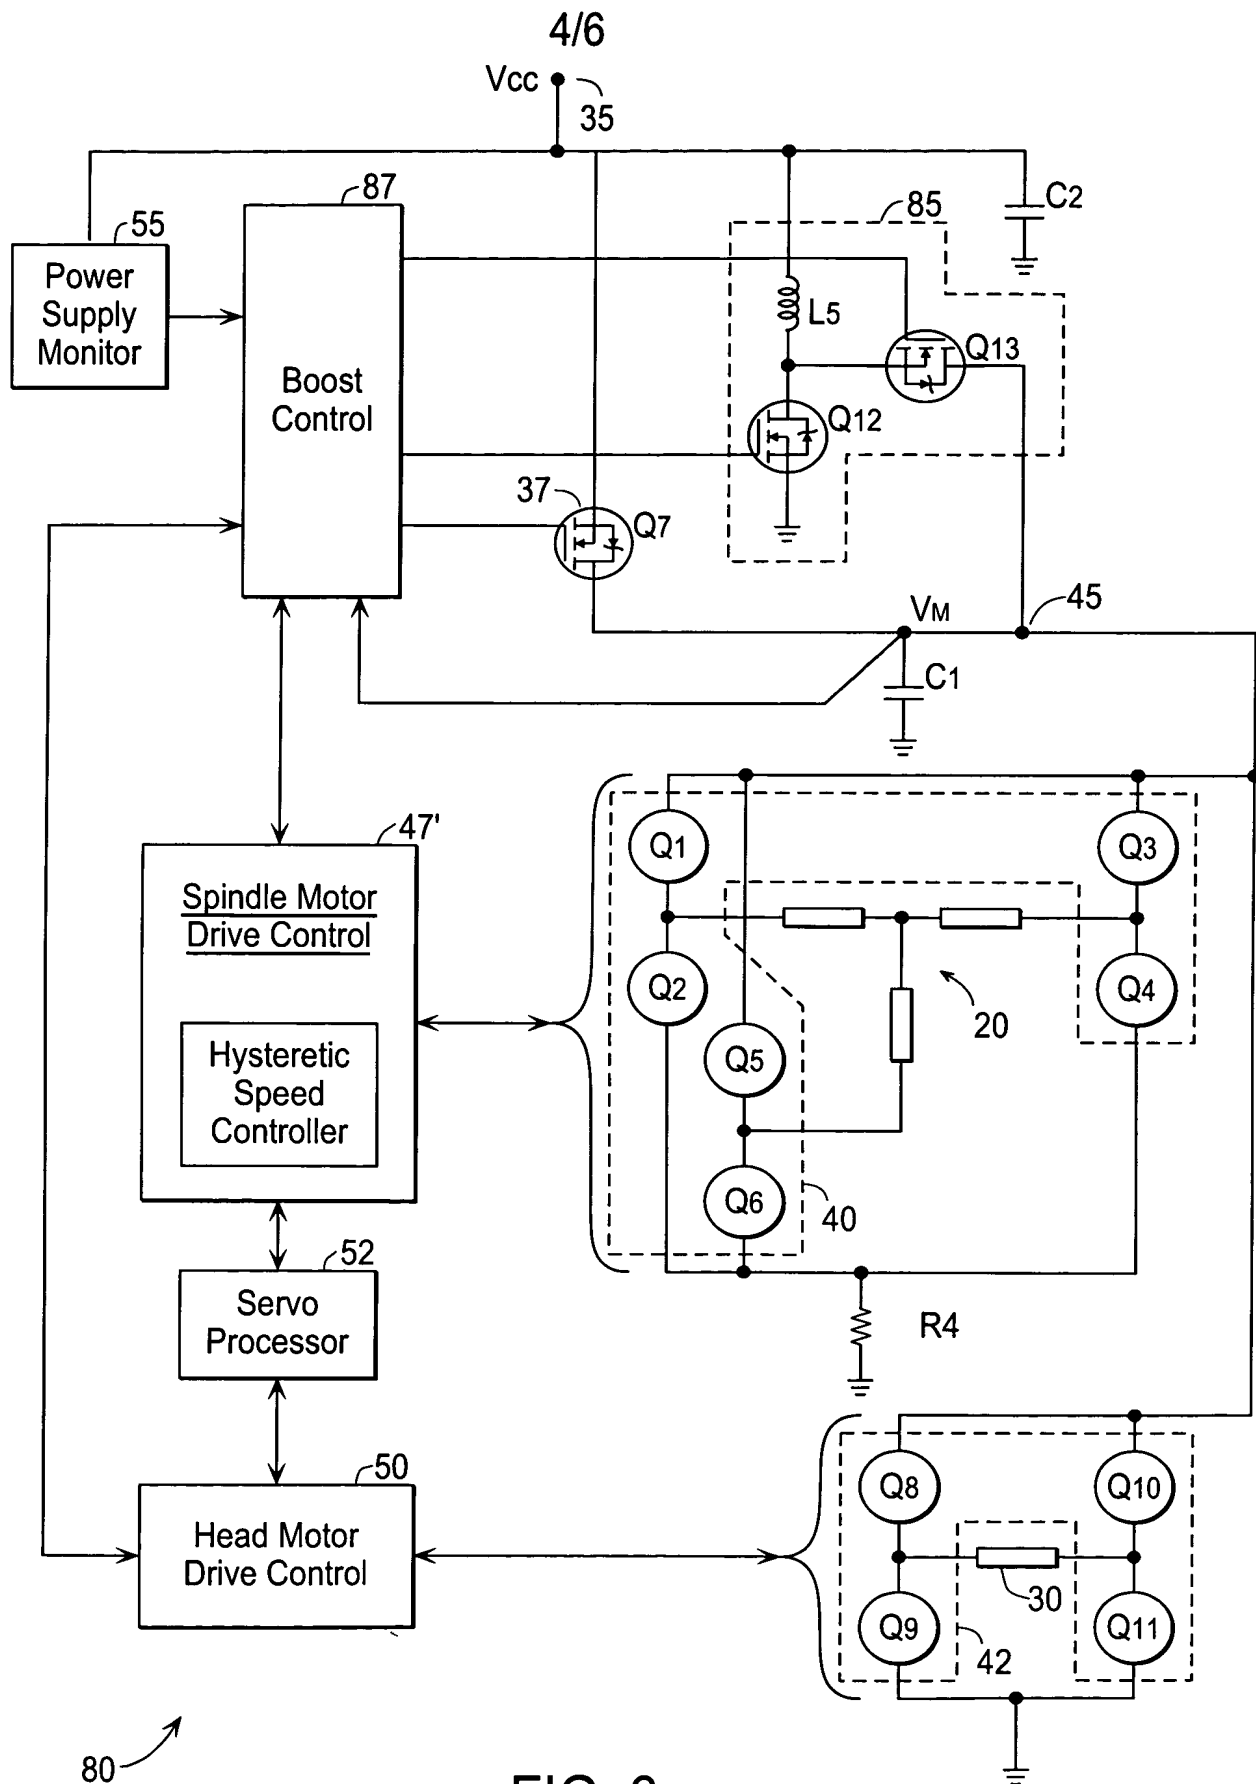 4/6
Vcc
35
87
85
C2
55
Power
Supply
Monitor
L5
Q13
Boost
Control
Q12
37
Q7
VM
45
C1
47'
Spindle Motor
Drive Control
Q1
Q3
Q2
Q4
20
Hysteretic
Speed
Controller
Q5
Q6
40
52
Servo
Processor
R4
50
Head Motor
Drive Control
Q8
Q10
30
Q9
Q11
42
80